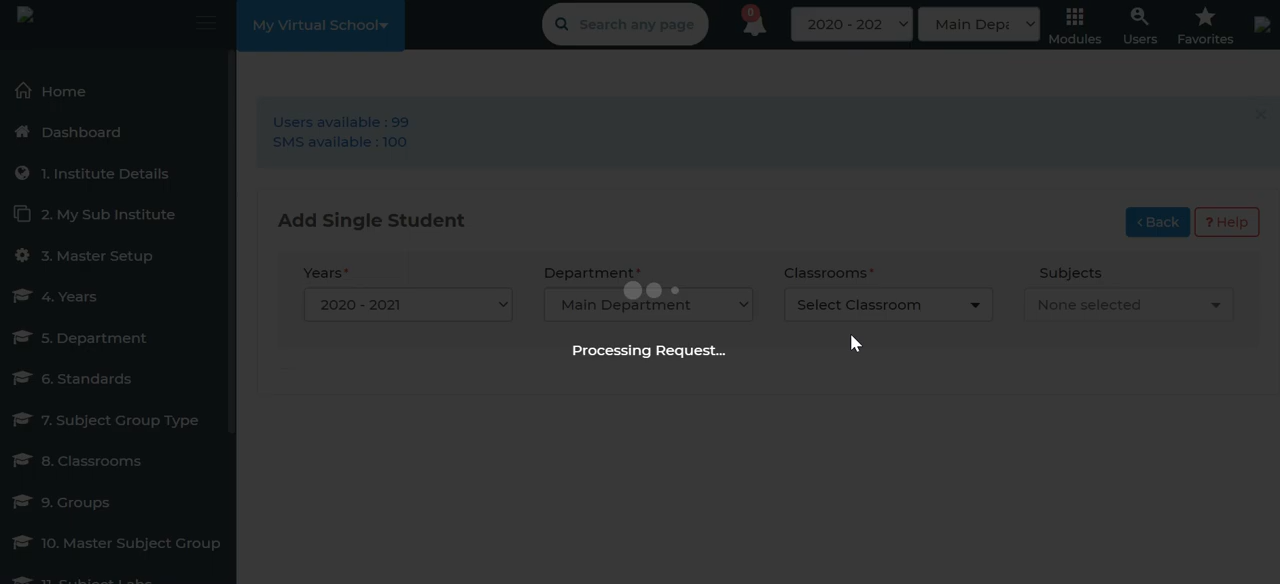 My Virtual School
Search any page
0
2020 - 202
Main Depa
Modules
Users
Favorites
Home
Dashboard
1. Institute Details
2. My Sub Institute
3. Master Setup
4. Years
5. Department
6. Standards
7. Subject Group Type
8. Classrooms
9. Groups
10. Master Subject Group
11. Subject Labs
Users available : 99
SMS available : 100
×
Add Single Student
Back
? Help
Years*
Department*
Classrooms*
Subjects
2020 - 2021
Main Department
Select Classroom
None selected
Processing Request...